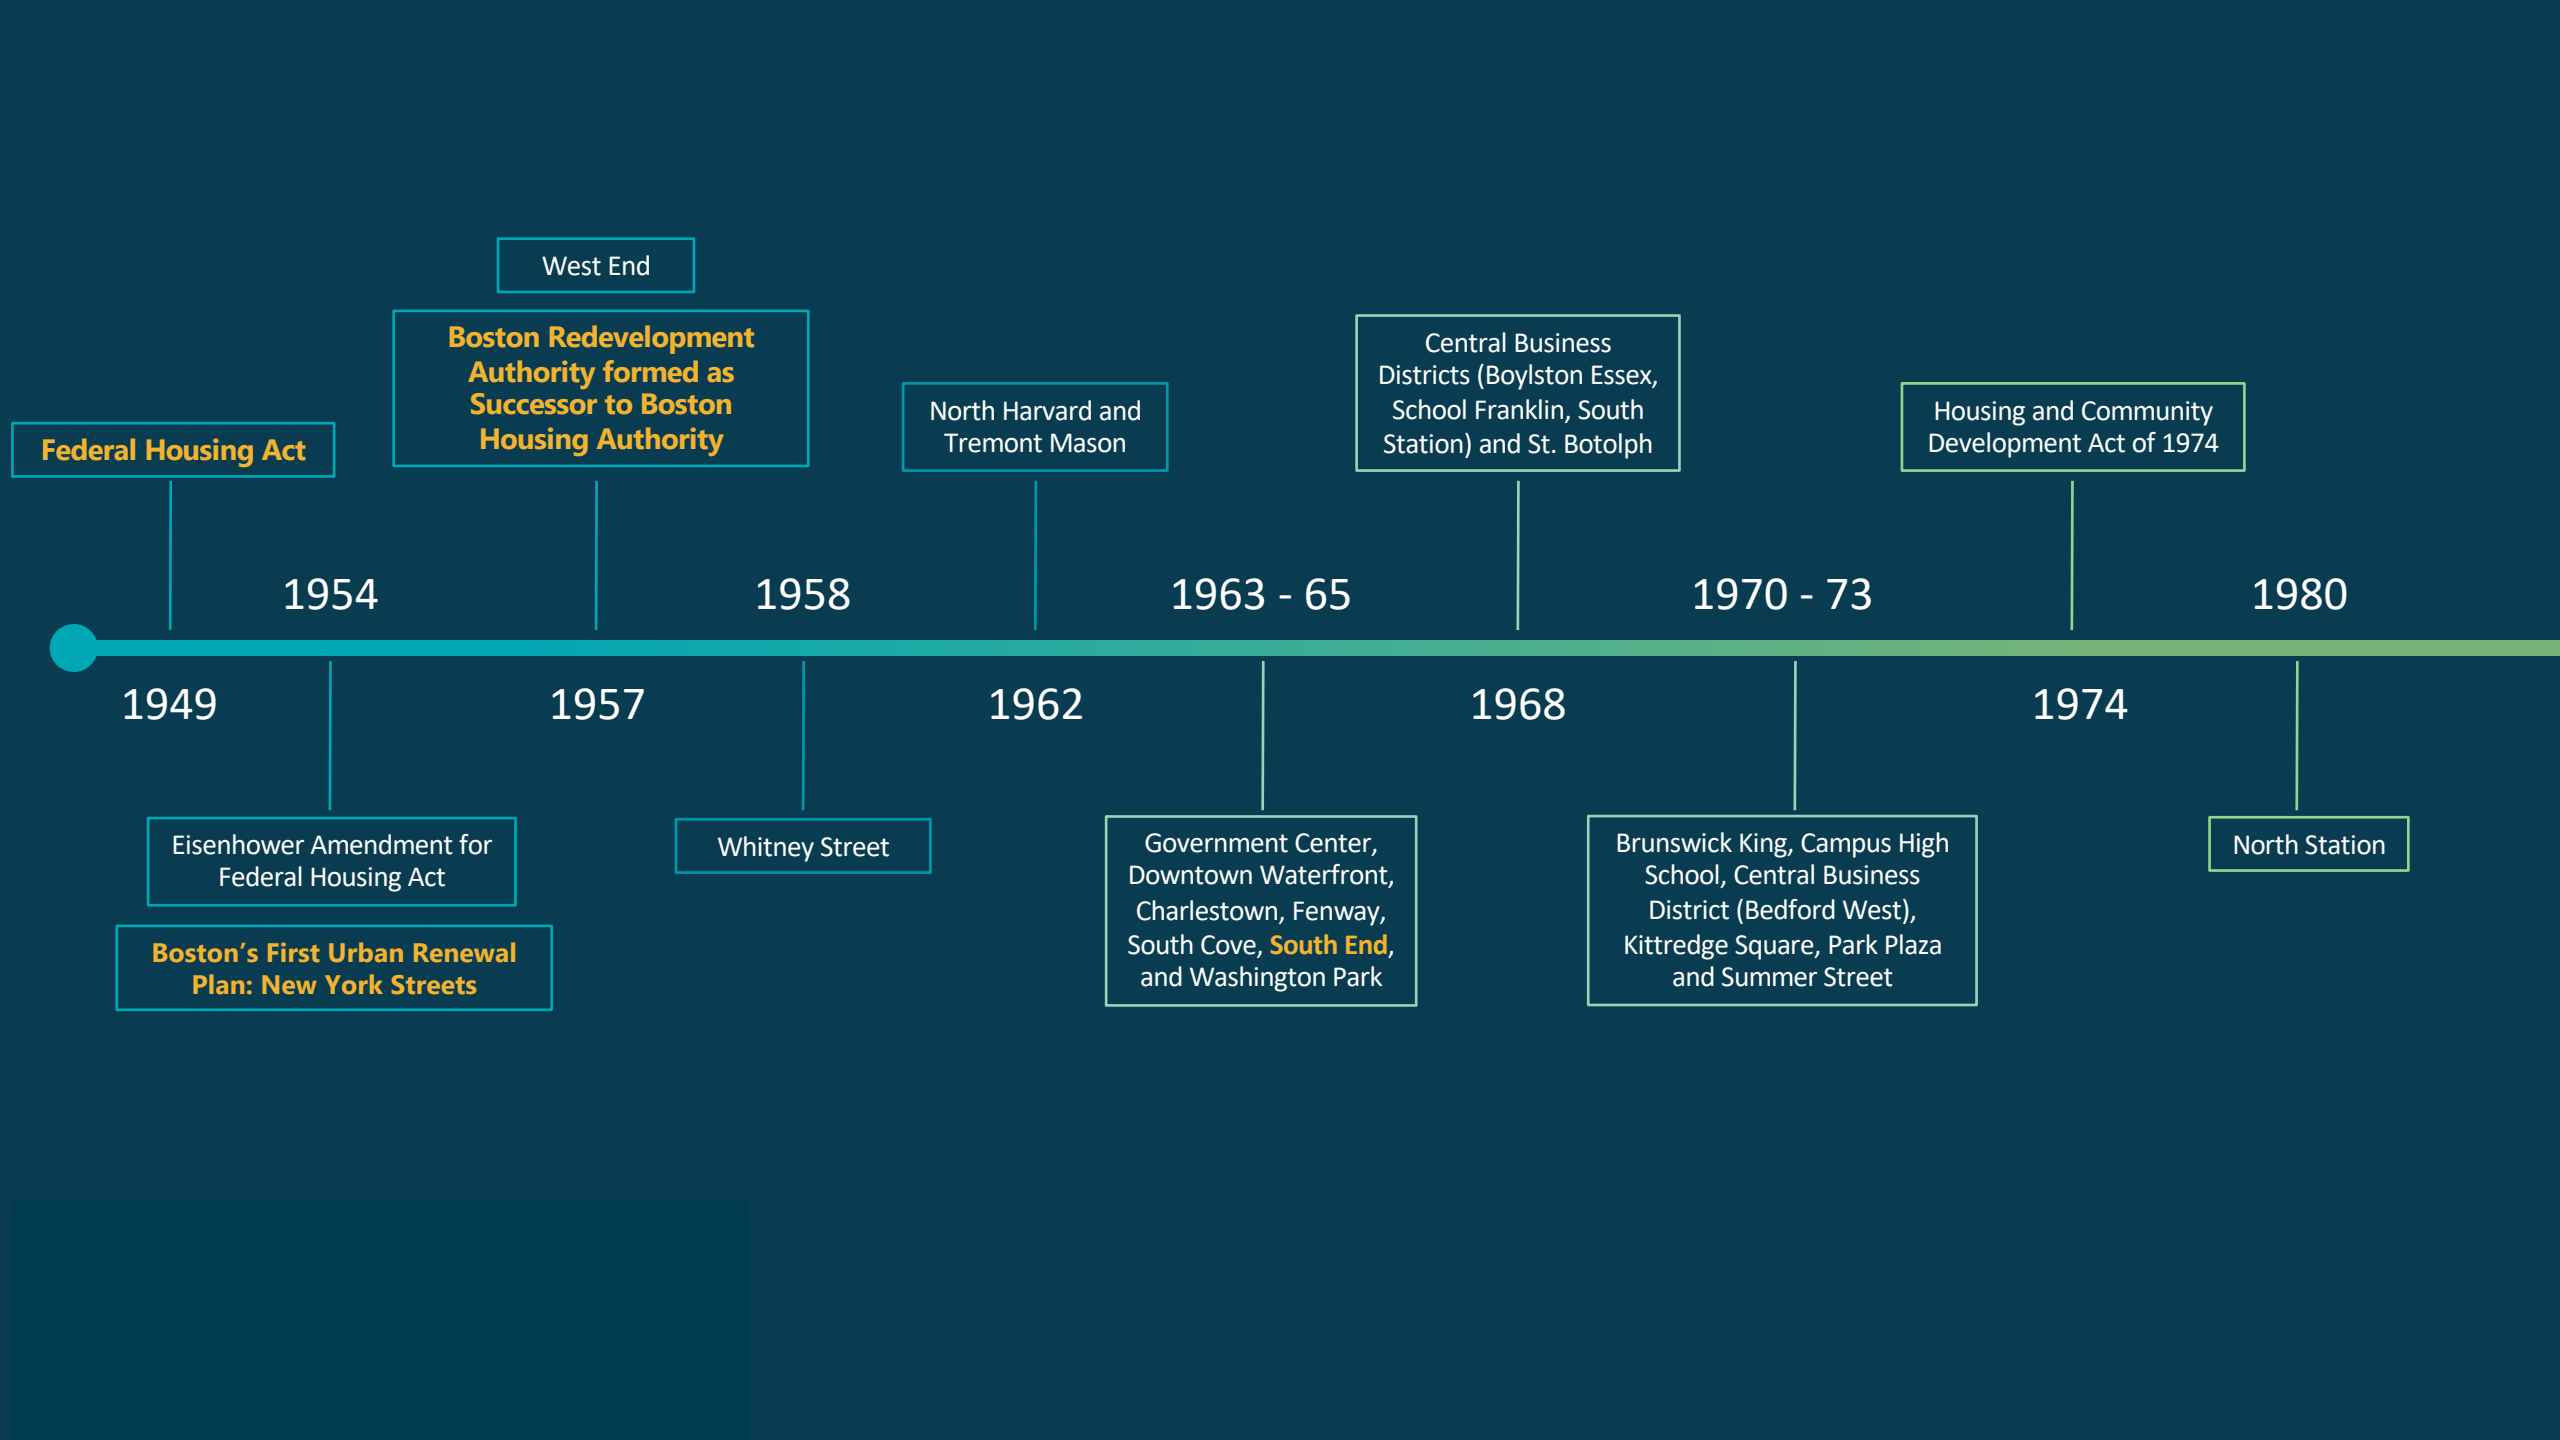 West End
Boston Redevelopment
Authority formed as
Successor to Boston
Housing Authority
Federal Housing Act
North Harvard and
Tremont Mason
Central Business
Districts (Boylston Essex,
School Franklin, South
Station) and St. Botolph
Housing and Community
Development Act of 1974
1954
1958
1963 - 65
1970 - 73
1980
1949
1957
1962
1968
1974
Eisenhower Amendment for
Federal Housing Act
Boston’s First Urban Renewal
Plan: New York Streets
Whitney Street
Government Center,
Downtown Waterfront,
Charlestown, Fenway,
South Cove, South End,
and Washington Park
Brunswick King, Campus High
School, Central Business
District (Bedford West),
Kittredge Square, Park Plaza
and Summer Street
North Station